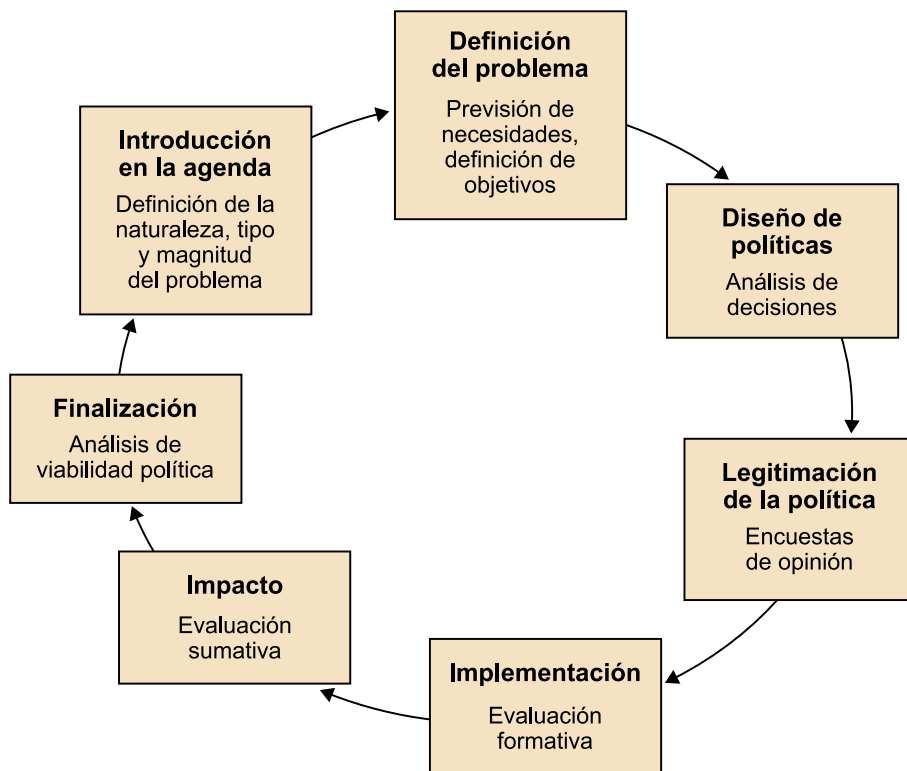 Definición
del problema
Previsión de
necesidades,
definición de
objetivos
Introducción
en la agenda
Definición de la
naturaleza, tipo
y magnitud
del problema
Diseño de
políticas
Análisis de
decisiones
Finalización
Análisis de
viabilidad política
Legitimación
de la política
Encuestas
de opinión
Impacto
Evaluación
sumativa
Implementación
Evaluación
formativa